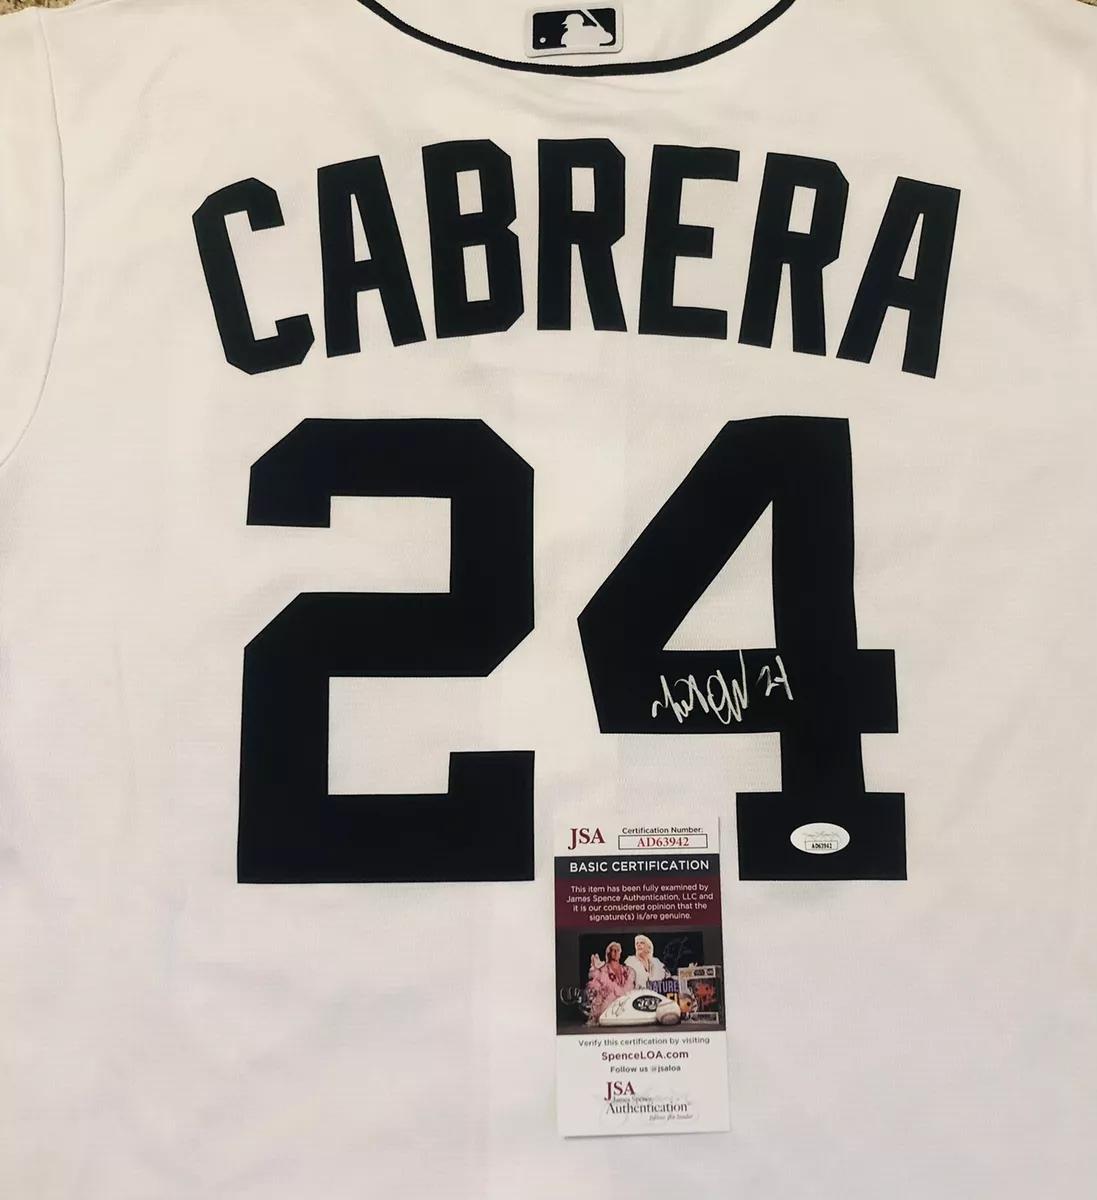 CABRERA
24
24
AD63942
JSA
Certification Number:
AD63942
BASIC CERTIFICATION
This item has been fully examined by
James Spence Authentication, LLC and
it is our considered opinion that the
signature(s) is/are genuine.
Verify this certification by visiting
SpenceLOA.com
Follow us @jsaloa
JSA
James Spence
Authentication